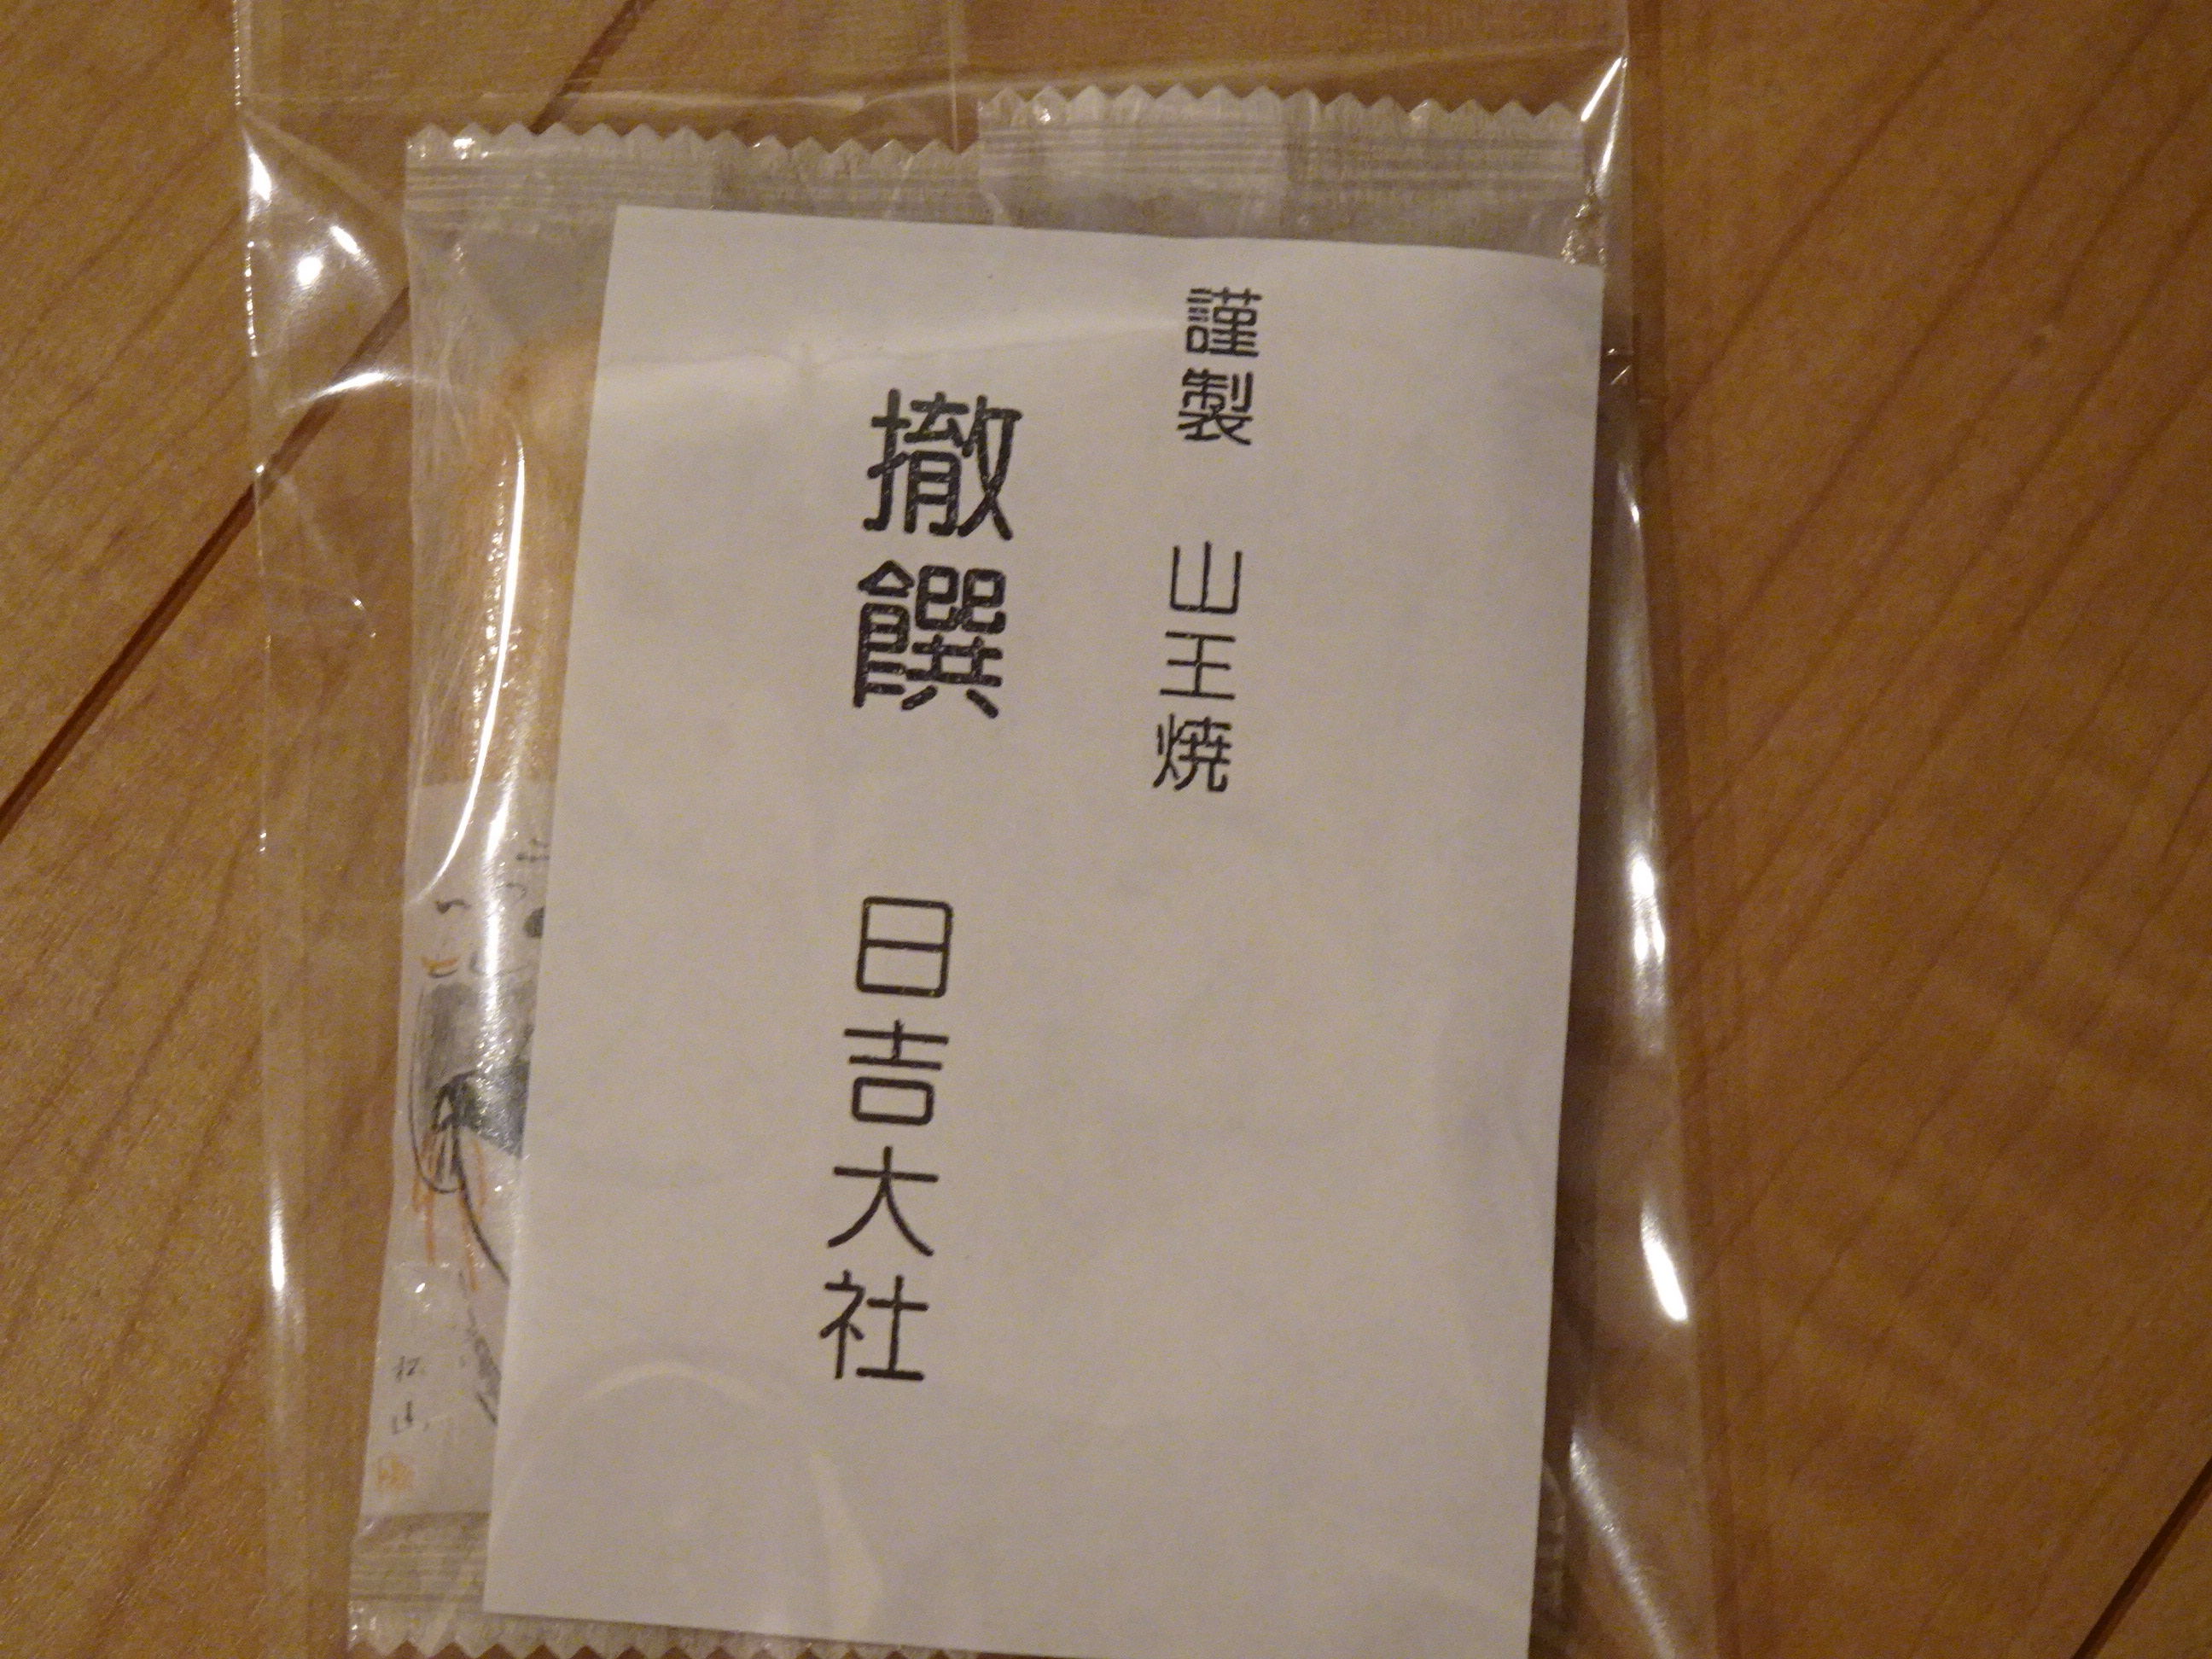 謹製 山王焼
撤饌 日吉大社